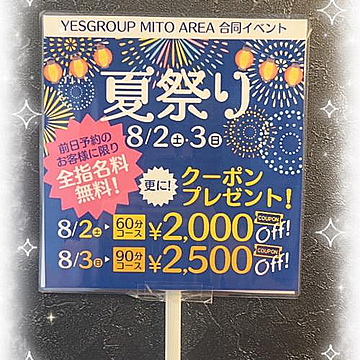 YESGROUP MITO AREA 合同イベント
夏祭り
8/2土・3日
前日予約の
お客様に限り
全指名料
無料!
更に!
クーポン
プレゼント!
8/2土 60分コース ¥2,000 COUPON Off!
8/3日 90分コース ¥2,500 COUPON Off!